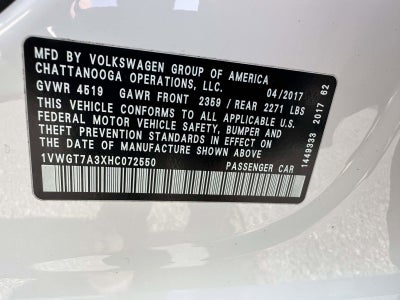 MFD BY VOLKSWAGEN GROUP OF AMERICA
CHATTANOOGA OPERATIONS, LLC. 04/2017
GVWR 4519 GAWR FRONT 2359 / REAR 2271 LBS
THIS VEHICLE CONFORMS TO ALL APPLICABLE U.S.
FEDERAL MOTOR VEHICLE SAFETY, BUMPER AND
THEFT PREVENTION STANDARDS IN EFFECT ON
THE DATE OF MANUFACTURE SHOWN ABOVE
1VWGT7A3XHC072550 PASSENGER CAR
1449333 2017 62